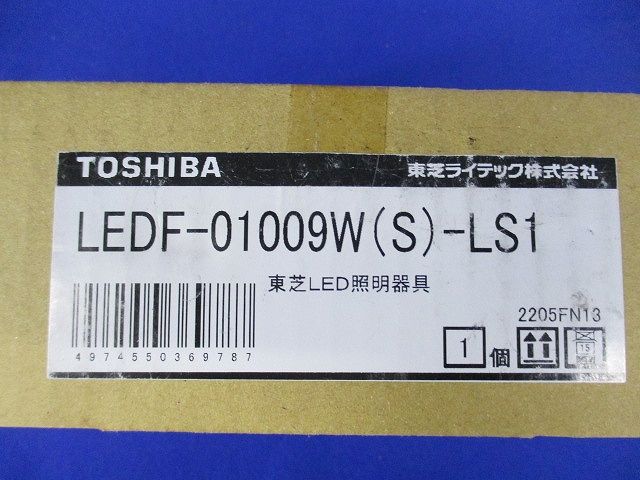 TOSHIBA 東芝ライテック株式会社
LEDF-01009W(S)-LS1
東芝LED照明器具
2205FN13
4974550369787
1個
15